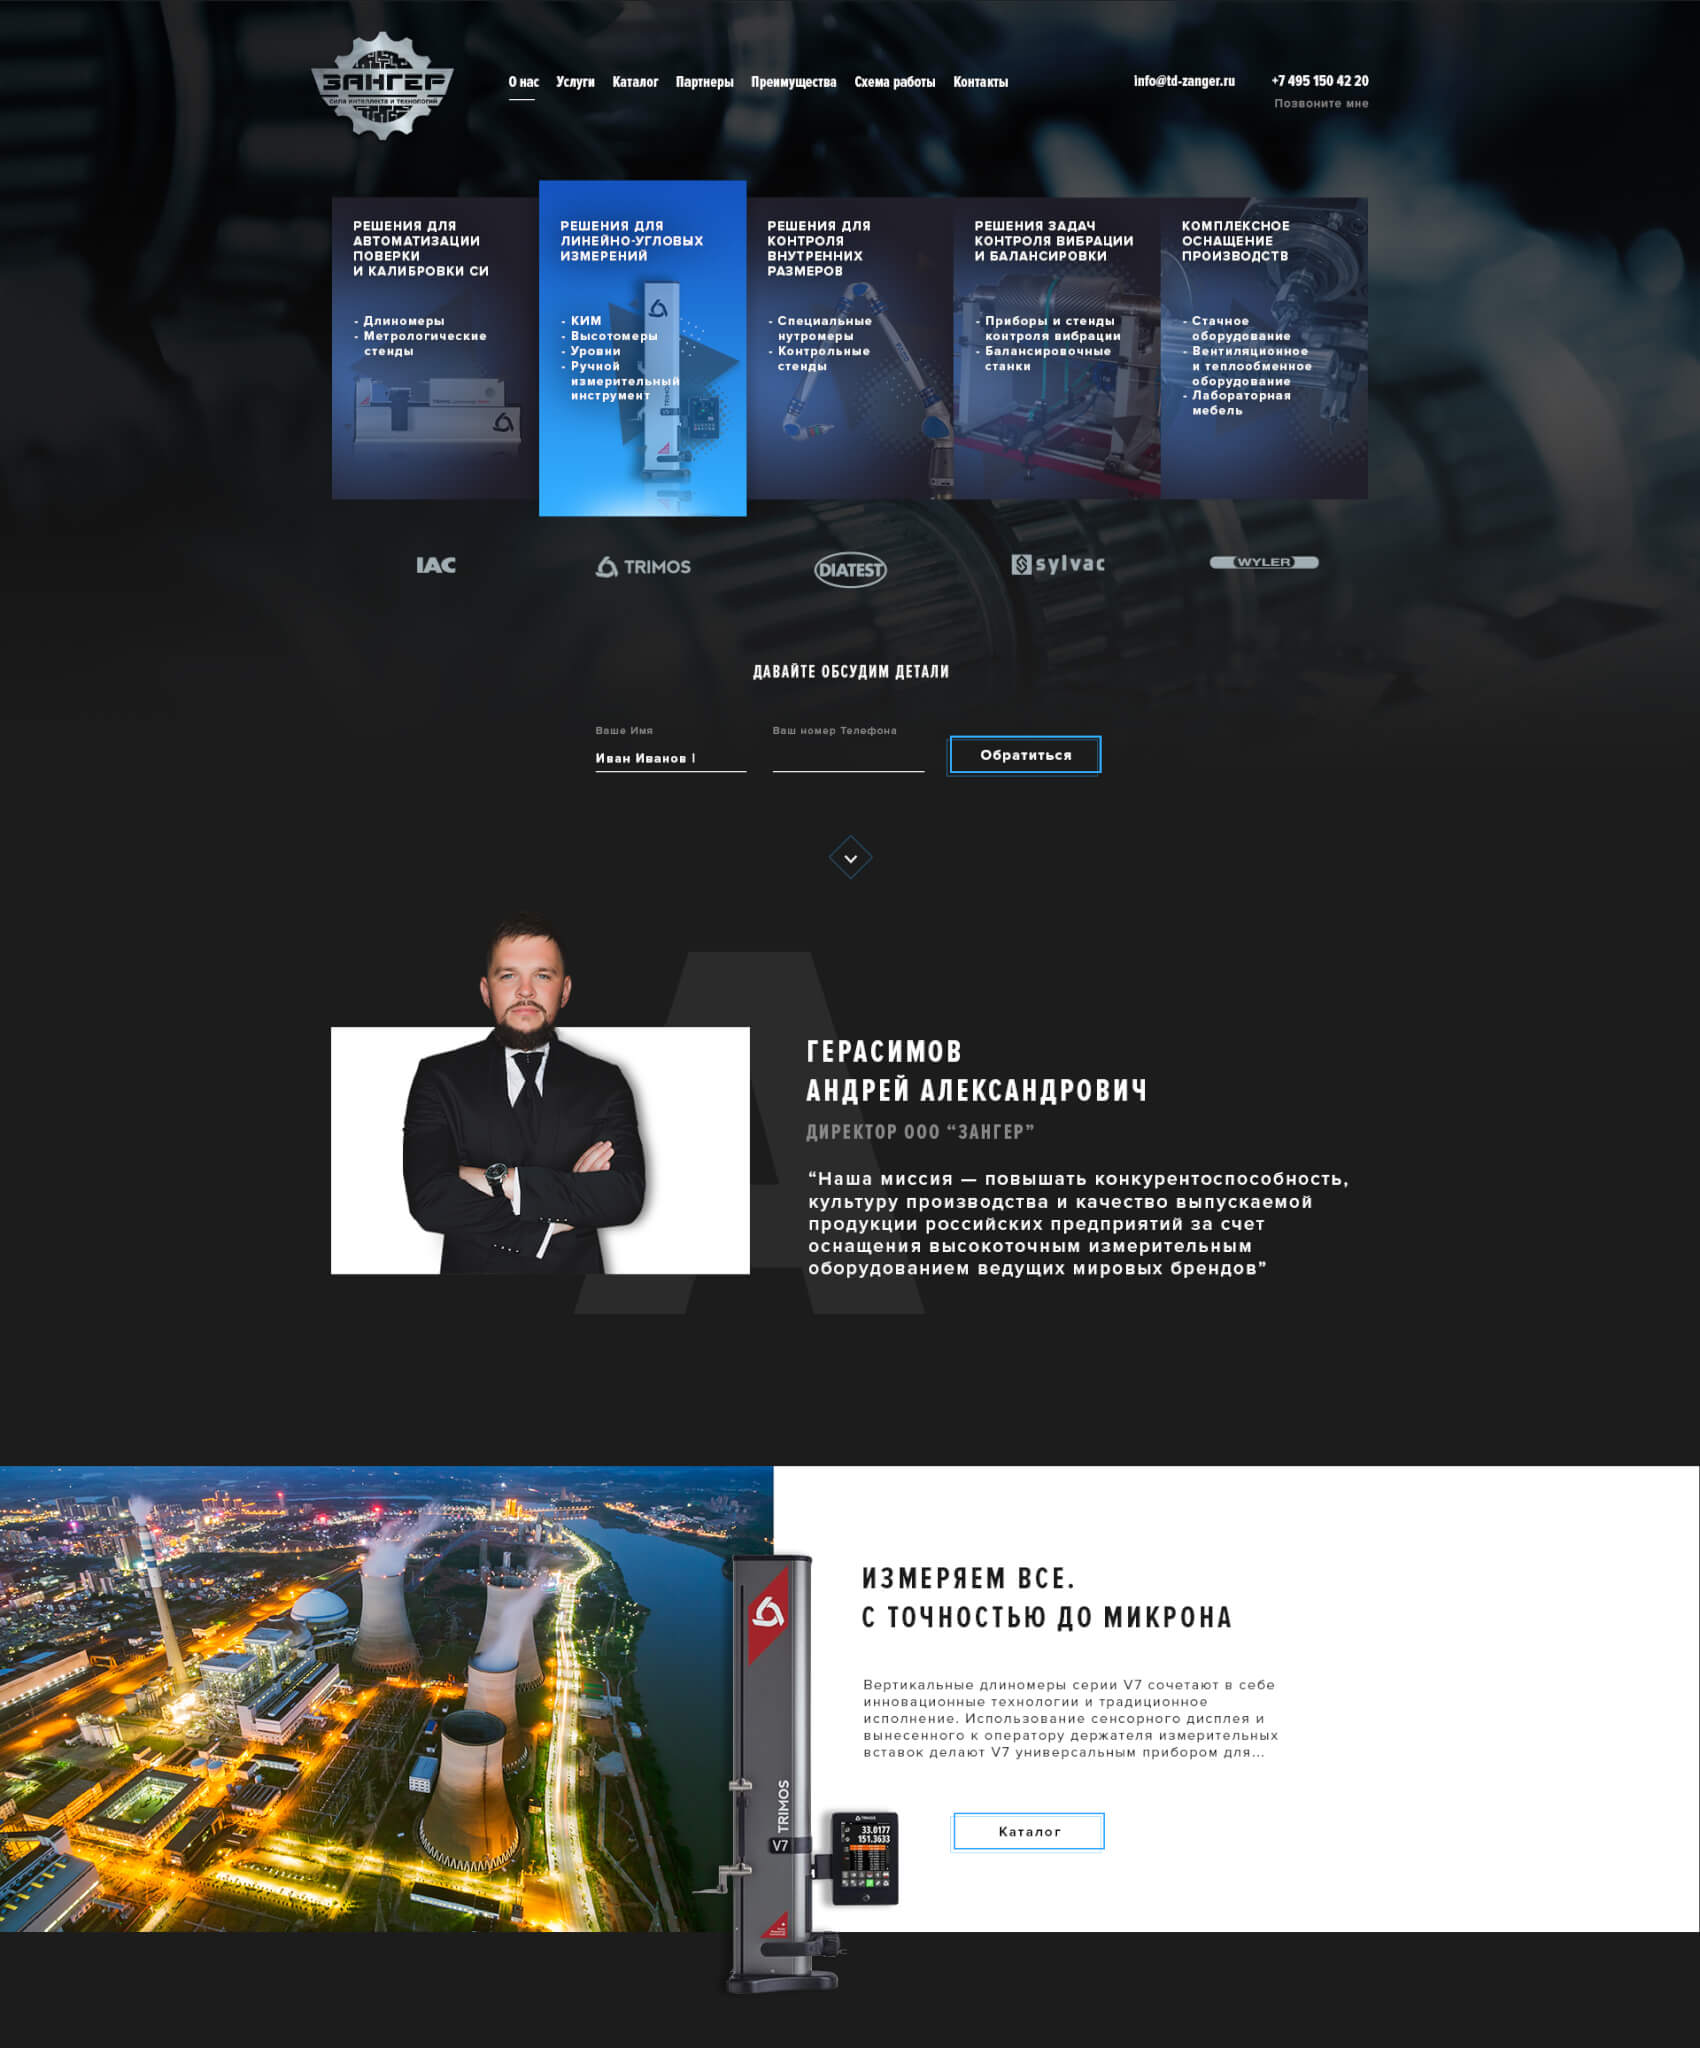 ЗАНГЕР
СИЛА ИНТЕЛЛЕКТА И ТЕХНОЛОГИЙ
О нас
Услуги
Каталог
Партнеры
Преимущества
Схема работы
Контакты
info@td-zanger.ru
+7 495 150 42 20
Позвоните мне
РЕШЕНИЯ ДЛЯ
АВТОМАТИЗАЦИИ
ПОВЕРКИ
И КАЛИБРОВКИ СИ
- Длиномеры
- Метрологические
стенды
РЕШЕНИЯ ДЛЯ
ЛИНЕЙНО-УГЛОВЫХ
ИЗМЕРЕНИЙ
- КИМ
- Высотомеры
- Уровни
- Ручной
измерительный
инструмент
РЕШЕНИЯ ДЛЯ
КОНТРОЛЯ
ВНУТРЕННИХ
РАЗМЕРОВ
- Специальные
нутромеры
- Контрольные
стенды
РЕШЕНИЯ ЗАДАЧ
КОНТРОЛЯ ВИБРАЦИИ
И БАЛАНСИРОВКИ
- Приборы и стенды
контроля вибрации
- Балансировочные
станки
КОМПЛЕКСНОЕ
ОСНАЩЕНИЕ
ПРОИЗВОДСТВ
- Стачное
оборудование
- Вентиляционное
и теплообменное
оборудование
- Лабораторная
мебель
IAC
TRIMOS
DIATEST
sylvac
WYLER
ДАВАЙТЕ ОБСУДИМ ДЕТАЛИ
Ваше Имя
Иван Иванов |
Ваш номер Телефона
Обратиться
А
ГЕРАСИМОВ
АНДРЕЙ АЛЕКСАНДРОВИЧ
ДИРЕКТОР ООО “ЗАНГЕР”
“Наша миссия — повышать конкурентоспособность,
культуру производства и качество выпускаемой
продукции российских предприятий за счет
оснащения высокоточным измерительным
оборудованием ведущих мировых брендов”
ИЗМЕРЯЕМ ВСЕ.
С ТОЧНОСТЬЮ ДО МИКРОНА
Вертикальные длиномеры серии V7 сочетают в себе
инновационные технологии и традиционное
исполнение. Использование сенсорного дисплея и
вынесенного к оператору держателя измерительных
вставок делают V7 универсальным прибором для...
Каталог
TRIMOS
V7
TRIMOS
33.0177
151.3633